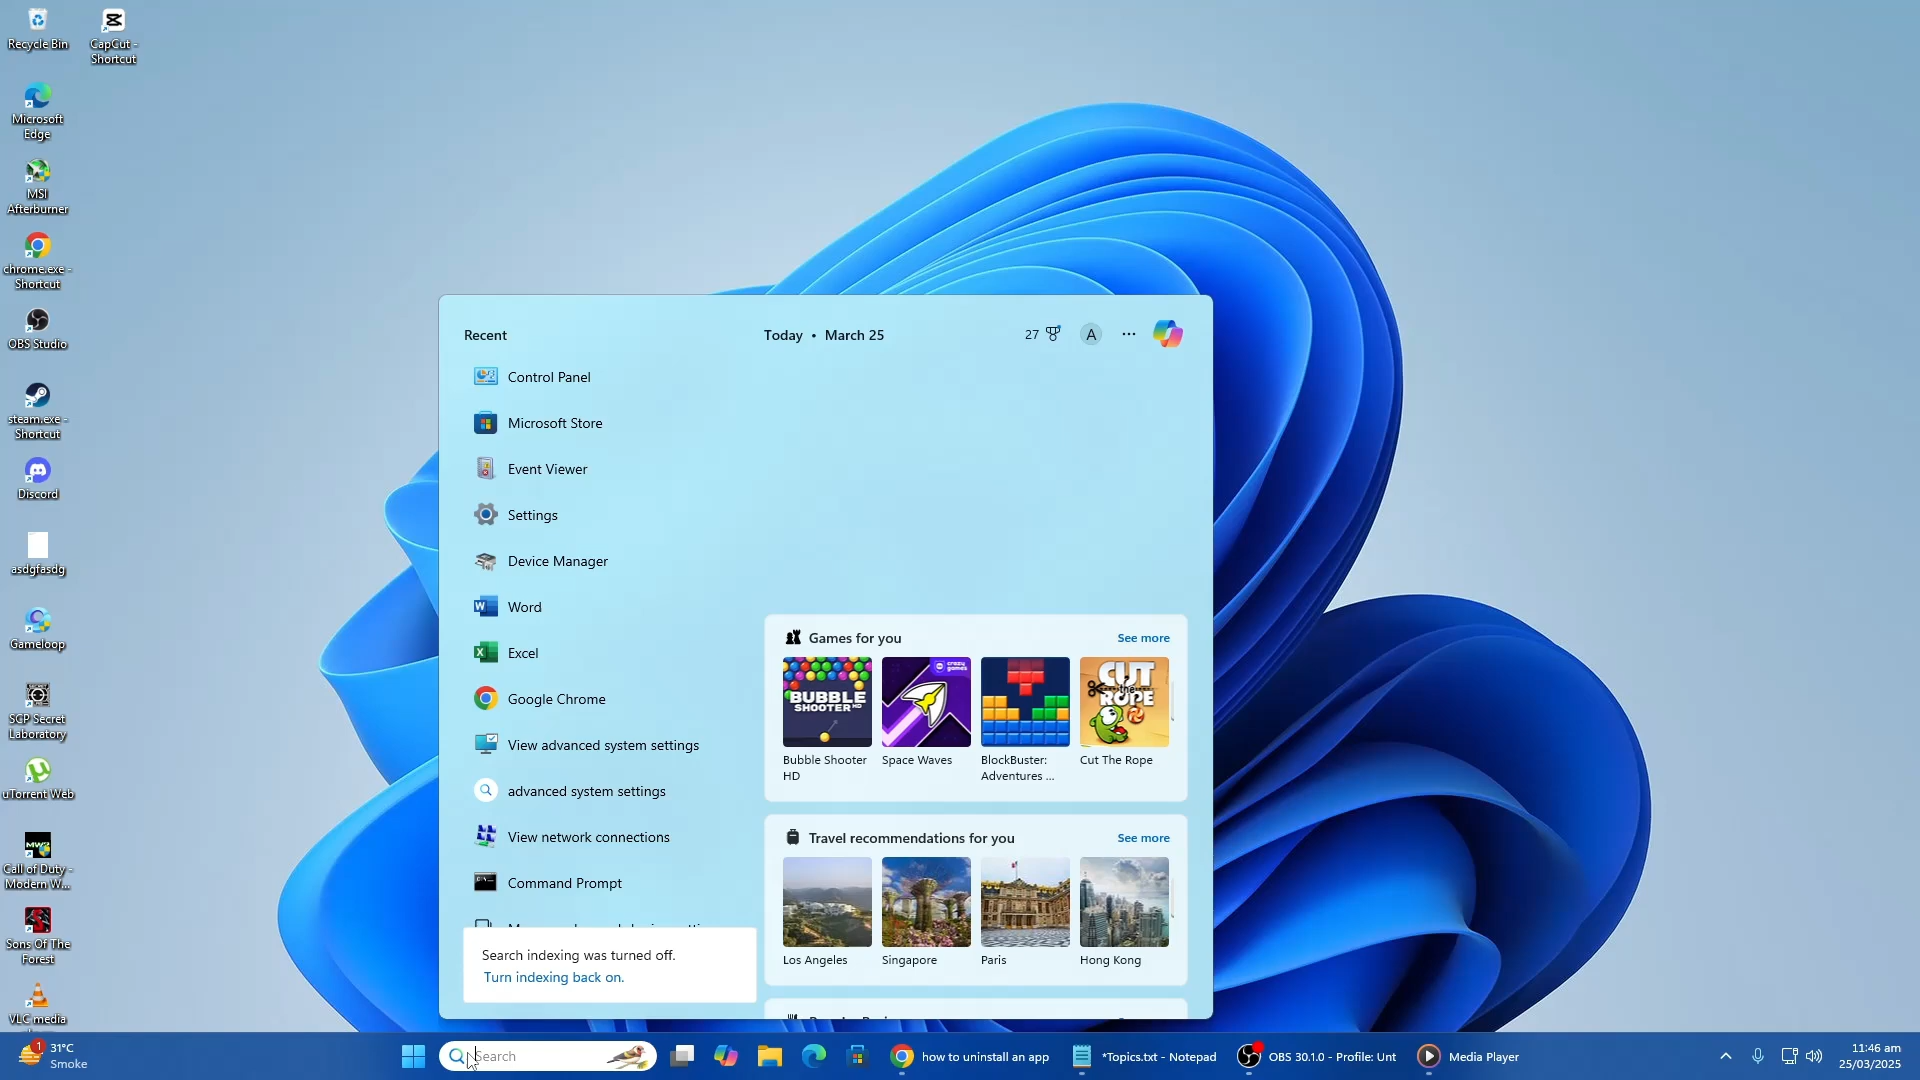 Recycle Bin
CapCut -
Shortcut
Microsoft
Edge
MSI
Afterburner
chrome.exe -
Shortcut
OBS Studio
steam.exe -
Shortcut
Discord
asdgfasdg
Gameloop
SCP Secret
Laboratory
uTorrent Web
Call of Duty -
Modern W...
Sons Of The
Forest
VLC media
Recent
Control Panel
Microsoft Store
Event Viewer
Settings
Device Manager
Word
Excel
Google Chrome
View advanced system settings
advanced system settings
View network connections
Command Prompt
Search indexing was turned off.
Turn indexing back on.
Today • March 25
27
A
Games for you
See more
BUBBLE
SHOOTER HD
crazy
games
CUT
the
ROPE
Bubble Shooter
HD
Space Waves
BlockBuster:
Adventures ...
Cut The Rope
Travel recommendations for you
See more
Los Angeles
Singapore
Paris
Hong Kong
1
31°C
Smoke
Search
how to uninstall an app
*Topics.txt - Notepad
OBS 30.1.0 - Profile: Unt
Media Player
11:46 am
25/03/2025